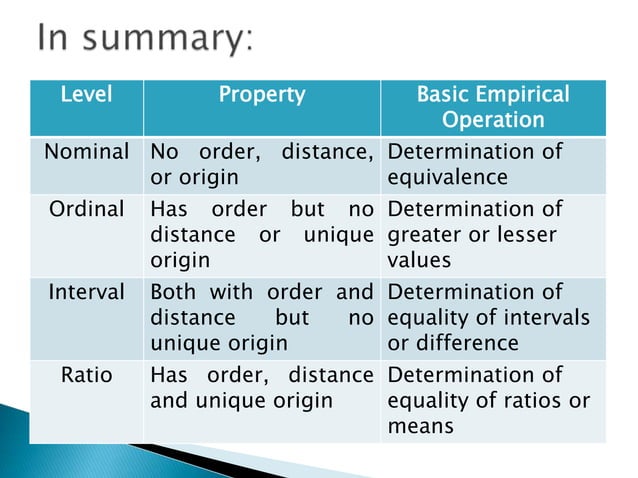 In summary:
Level Property Basic Empirical
Operation
Nominal No order, distance, Determination of
or origin equivalence
Ordinal Has order but no Determination of
distance or unique greater or lesser
origin values
Interval Both with order and Determination of
distance but no equality of intervals
unique origin or difference
Ratio Has order, distance Determination of
and unique origin equality of ratios or
means